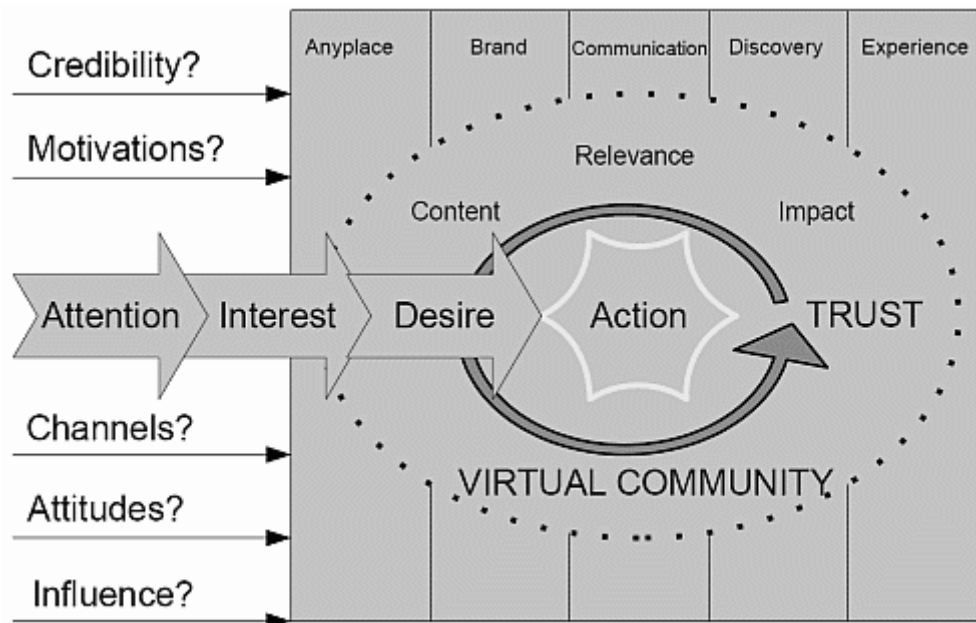 Anyplace Brand Communication Discovery Experience
Credibility?
Motivations?
Relevance
Content Impact
Attention Interest Desire Action TRUST
Channels?
VIRTUAL COMMUNITY
Attitudes?
Influence?